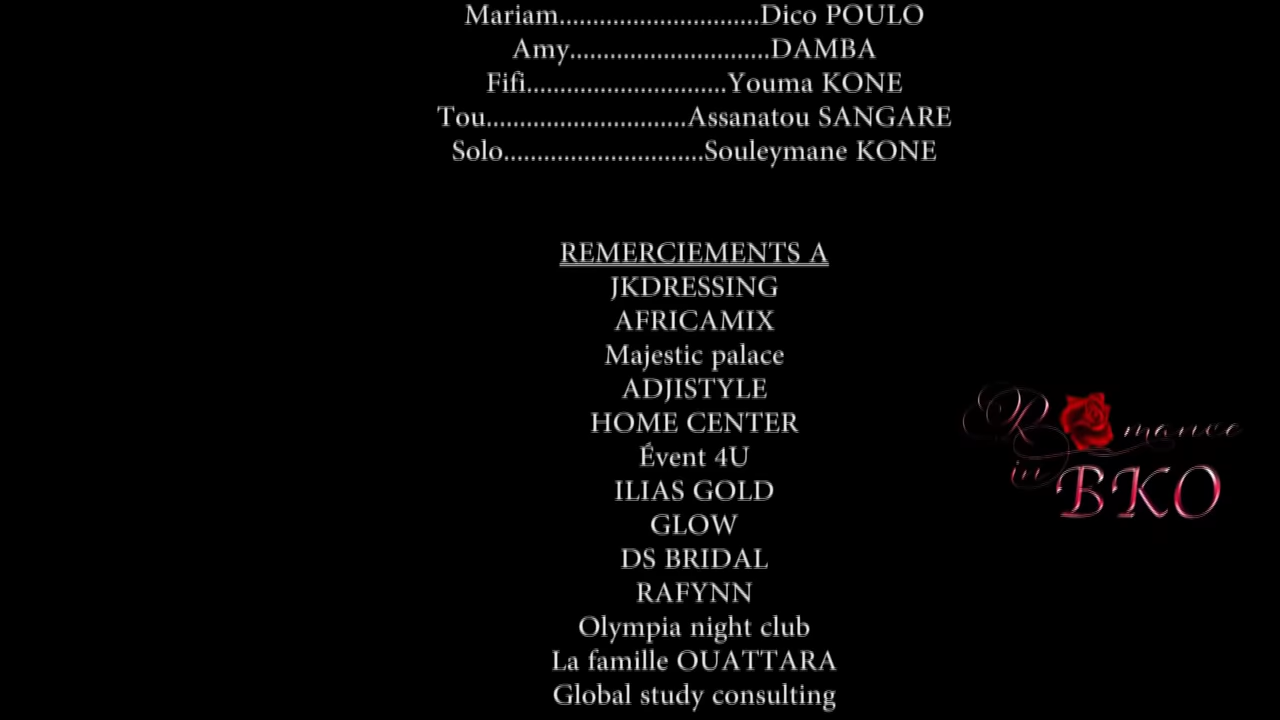 Mariam..............................Dico POULO
Amy..............................DAMBA
Fifi..............................Youma KONE
Tou..............................Assanatou SANGARE
Solo..............................Souleymane KONE
REMERCIEMENTS A
JKDRESSING
AFRICAMIX
Majestic palace
ADJISTYLE
HOME CENTER
Évent 4U
ILIAS GOLD
GLOW
DS BRIDAL
RAFYNN
Olympia night club
La famille OUATTARA
Global study consulting
Romance
in
BKO